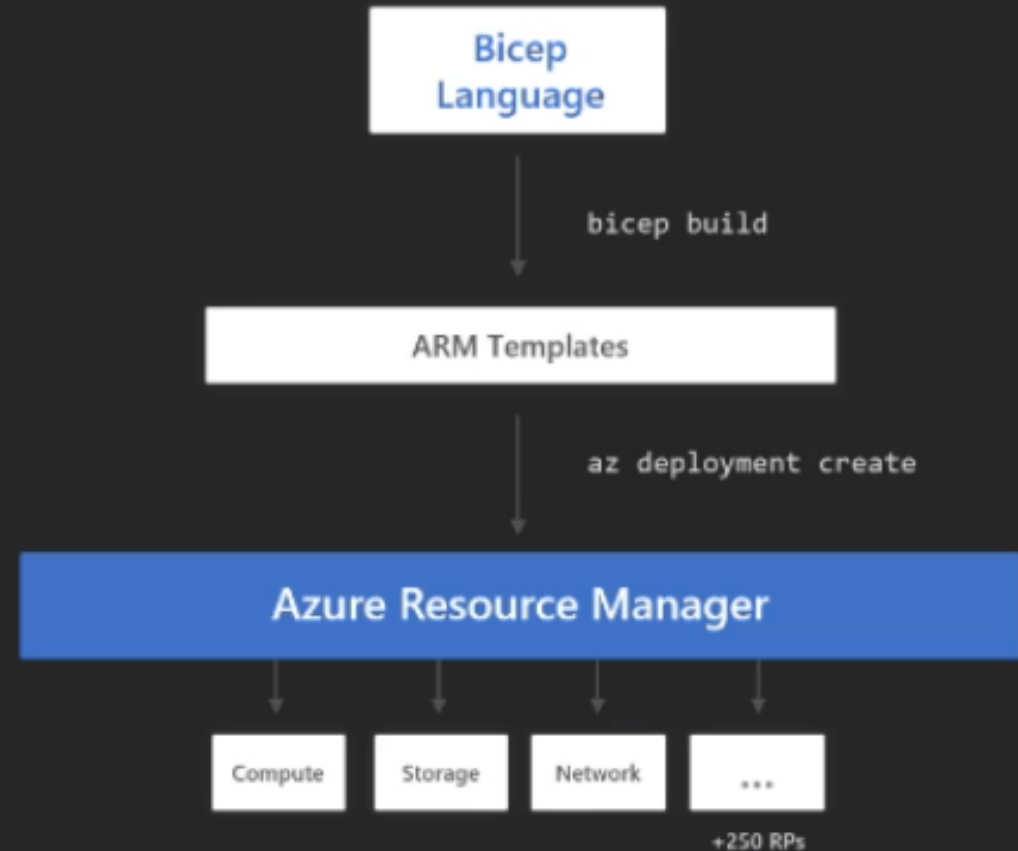 Bicep
Language
bicep build
ARM Templates
az deployment create
Azure Resource Manager
Compute
Storage
Network
...
+250 RPs